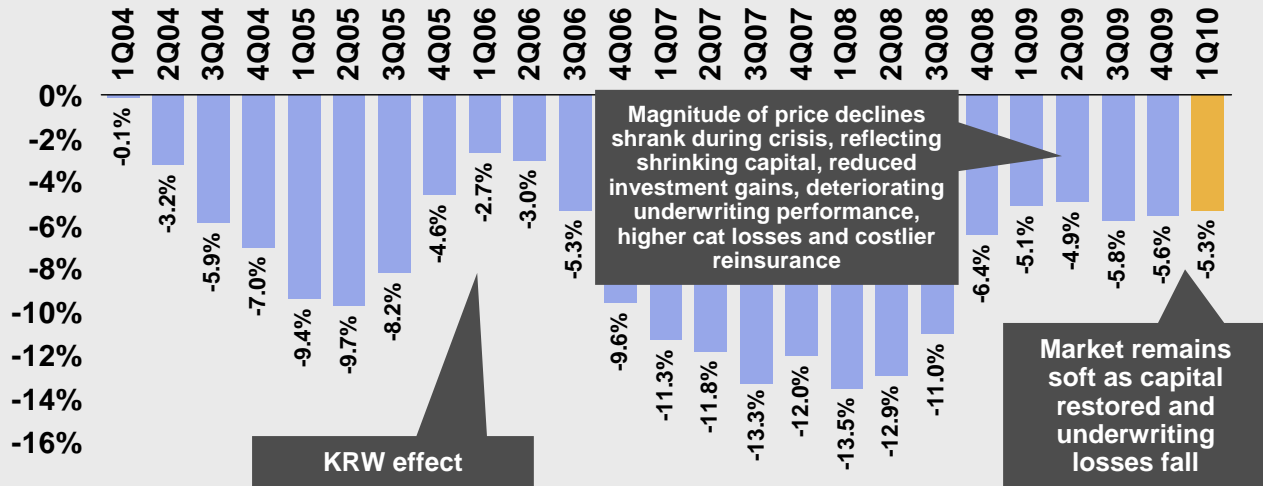 1Q04 2Q04 3Q04 4Q04 1Q05 2Q05 3Q05 4Q05 1Q06 2Q06 3Q06 4Q06 1Q07 2Q07 3Q07 4Q07 1Q08 2Q08 3Q08 4Q08 1Q09 2Q09 3Q09 4Q09 1Q10
0%
-2%
-4%
-6%
-8%
-10%
-12%
-14%
-16%
-0.1%
-3.2%
-5.9%
-7.0%
-9.4%
-9.7%
-8.2%
-4.6%
-2.7%
-3.0%
-5.3%
-9.6%
-11.3%
-11.8%
-13.3%
-12.0%
-13.5%
-12.9%
-11.0%
-6.4%
-5.1%
-4.9%
-5.8%
-5.6%
-5.3%
Magnitude of price declines
shrank during crisis, reflecting
shrinking capital, reduced
investment gains, deteriorating
underwriting performance,
higher cat losses and costlier
reinsurance
KRW effect
Market remains
soft as capital
restored and
underwriting
losses fall